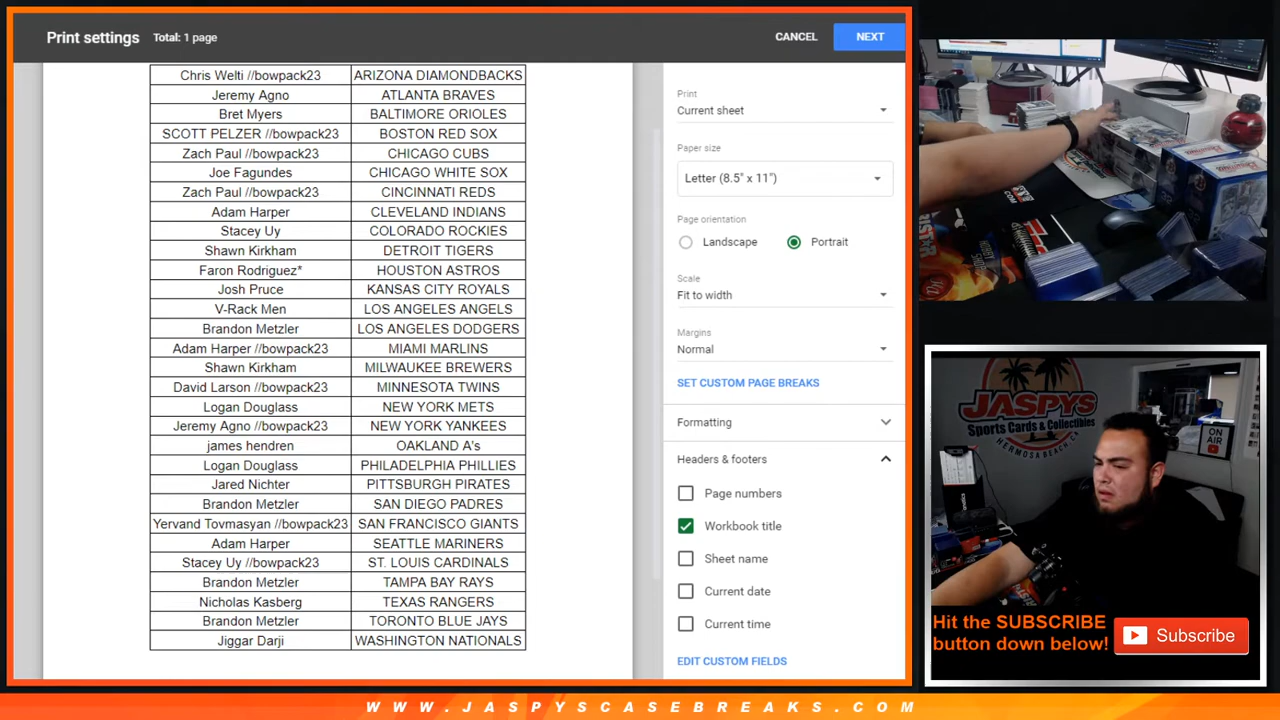 Print settings Total: 1 page CANCEL NEXT
Chris Welti //bowpack23 ARIZONA DIAMONDBACKS
Jeremy Agno ATLANTA BRAVES
Bret Myers BALTIMORE ORIOLES
SCOTT PELZER //bowpack23 BOSTON RED SOX
Zach Paul //bowpack23 CHICAGO CUBS
Joe Fagundes CHICAGO WHITE SOX
Zach Paul //bowpack23 CINCINNATI REDS
Adam Harper CLEVELAND INDIANS
Stacey Uy COLORADO ROCKIES
Shawn Kirkham DETROIT TIGERS
Faron Rodriguez* HOUSTON ASTROS
Josh Pruce KANSAS CITY ROYALS
V-Rack Men LOS ANGELES ANGELS
Brandon Metzler LOS ANGELES DODGERS
Adam Harper //bowpack23 MIAMI MARLINS
Shawn Kirkham MILWAUKEE BREWERS
David Larson //bowpack23 MINNESOTA TWINS
Logan Douglass NEW YORK METS
Jeremy Agno //bowpack23 NEW YORK YANKEES
james hendren OAKLAND A's
Logan Douglass PHILADELPHIA PHILLIES
Jared Nichter PITTSBURGH PIRATES
Brandon Metzler SAN DIEGO PADRES
Yervand Tovmasyan //bowpack23 SAN FRANCISCO GIANTS
Adam Harper SEATTLE MARINERS
Stacey Uy //bowpack23 ST. LOUIS CARDINALS
Brandon Metzler TAMPA BAY RAYS
Nicholas Kasberg TEXAS RANGERS
Brandon Metzler TORONTO BLUE JAYS
Jiggar Darji WASHINGTON NATIONALS
Print
Current sheet
Paper size
Letter (8.5" x 11")
Page orientation
Landscape Portrait
Scale
Fit to width
Margins
Normal
SET CUSTOM PAGE BREAKS
Formatting
Headers & footers
Page numbers
Workbook title
Sheet name
Current date
Current time
EDIT CUSTOM FIELDS
JASPYS
Sports Cards & Collectibles
HERMOSA BEACH, CA
ON
AIR
Hit the SUBSCRIBE
button down below!
Subscribe
WWW.JASPYSCASEBREAKS.COM